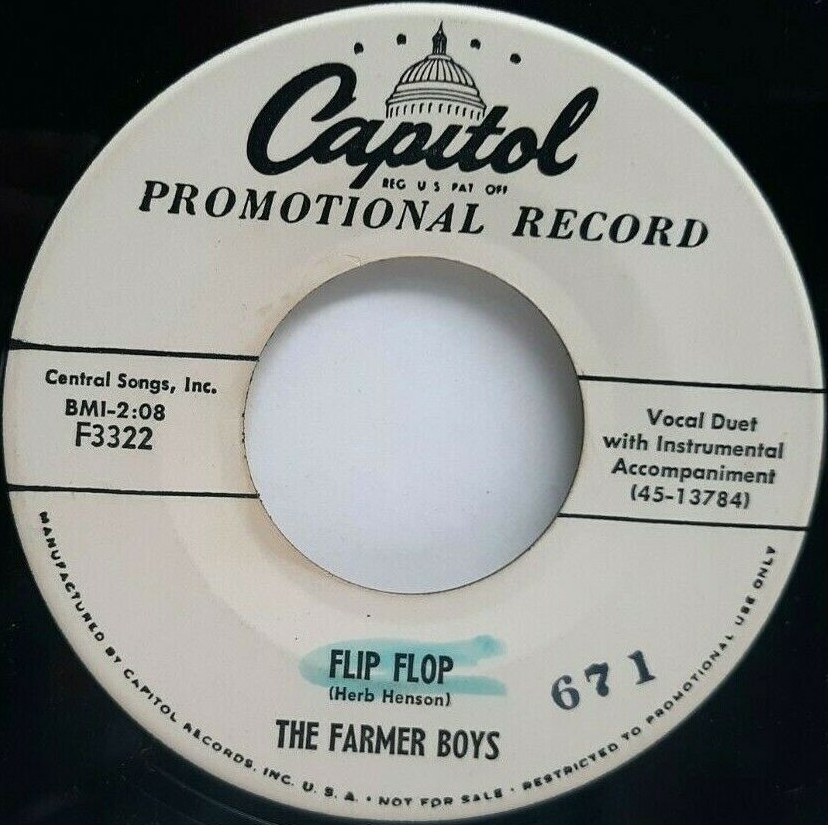 Capitol
REG U S PAT OFF
PROMOTIONAL RECORD
Central Songs, Inc.
BMI-2:08
F3322
Vocal Duet
with Instrumental
Accompaniment
(45-13784)
FLIP FLOP
(Herb Henson)
THE FARMER BOYS
671
MANUFACTURED BY CAPITOL RECORDS, INC. U. S. A. • NOT FOR SALE • RESTRICTED TO PROMOTIONAL USE ONLY